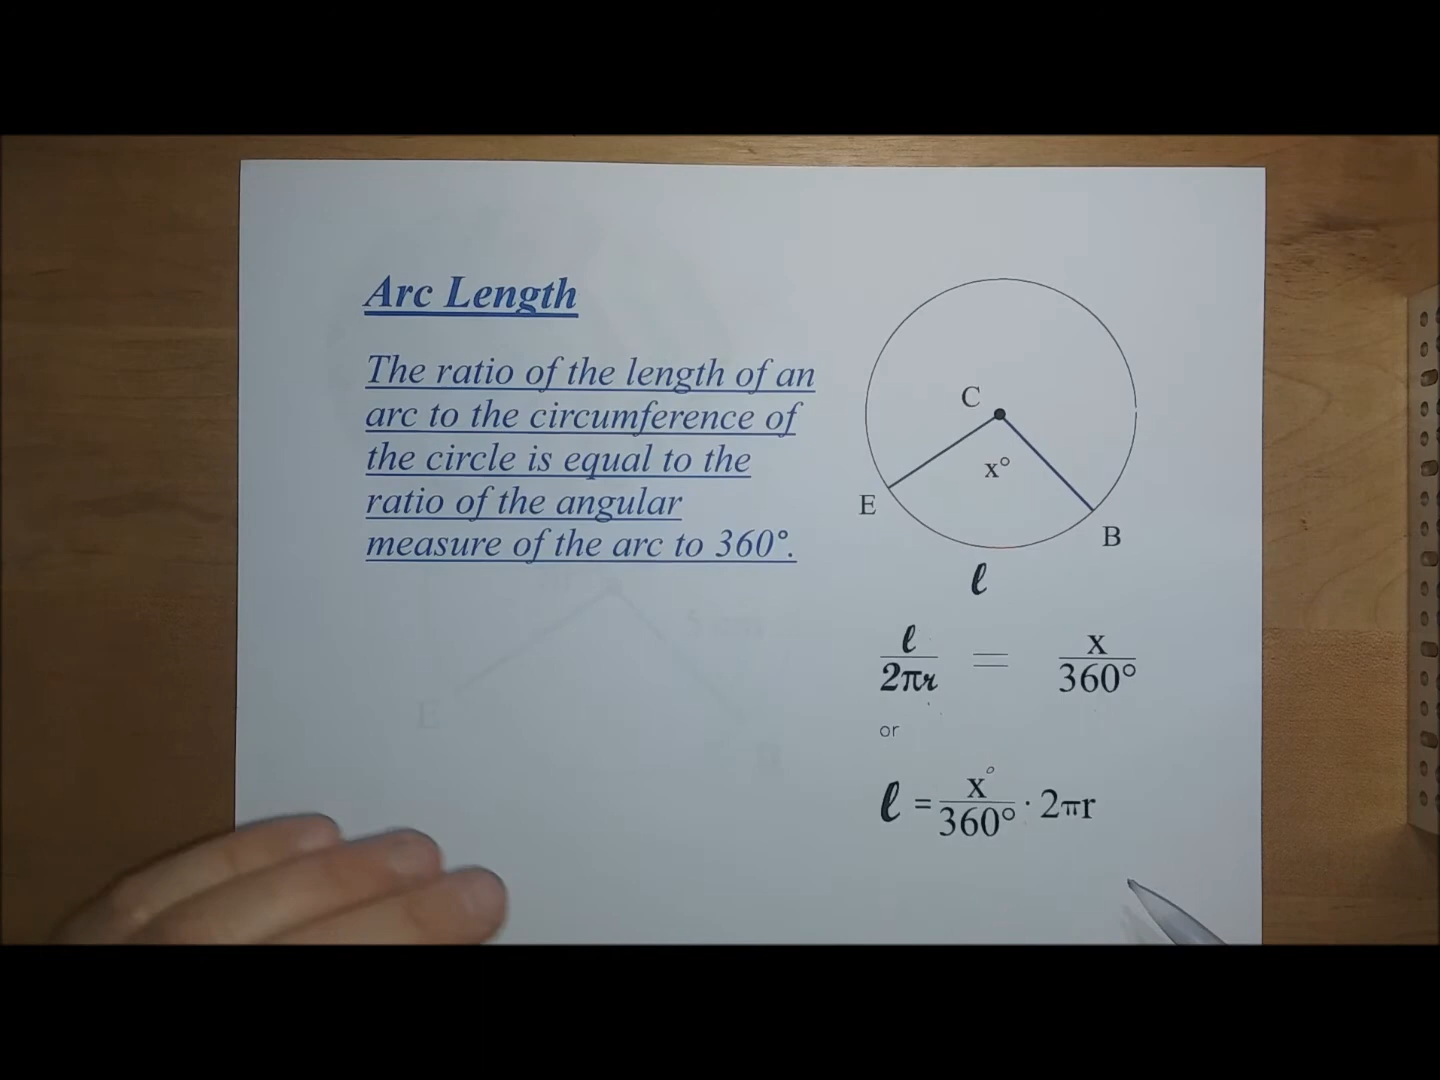 Arc Length
The ratio of the length of an
arc to the circumference of
the circle is equal to the
ratio of the angular
measure of the arc to 360°.
C
x°
E
B
ℓ
ℓ/2πr = x/360°
or
ℓ = x°/360° · 2πr